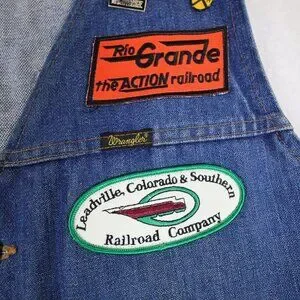 Rio Grande
the ACTION railroad
Wrangler
Leadville, Colorado & Southern
Railroad Company